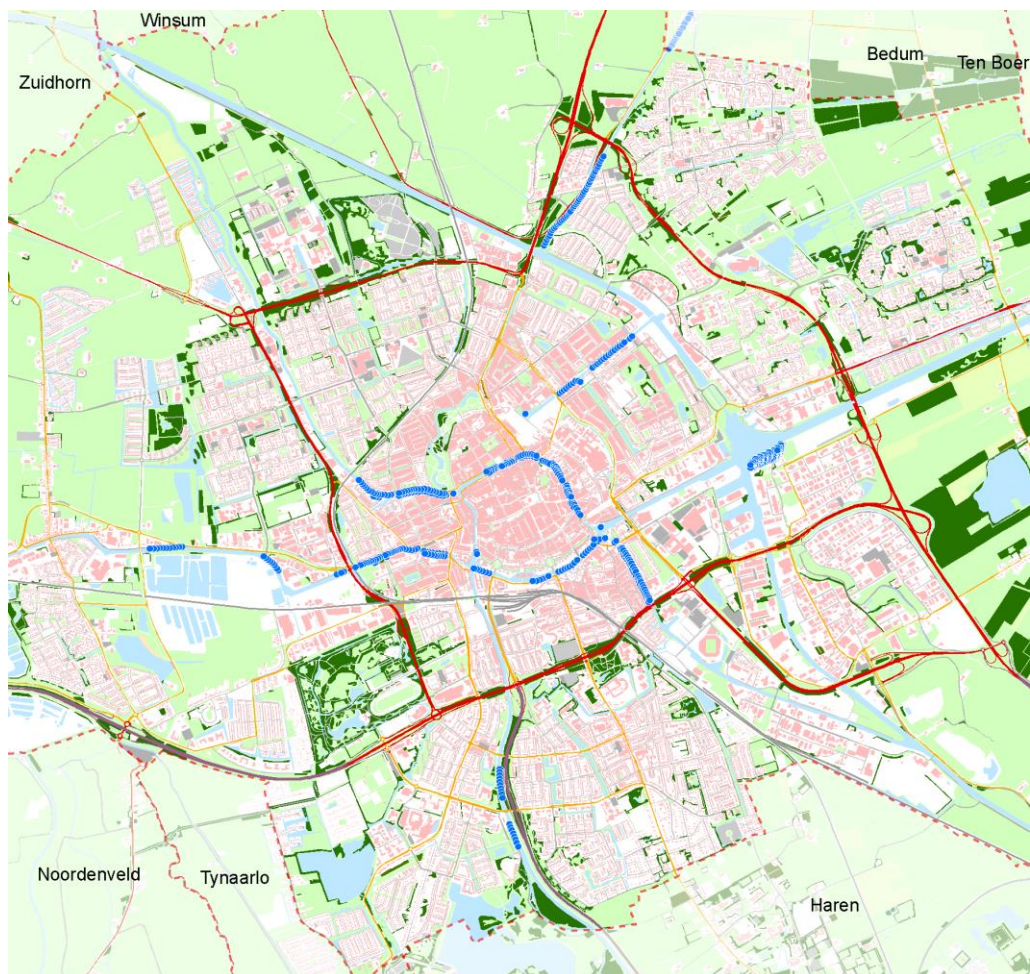 Winsum
Bedum
Ten Boer
Zuidhorn
Noordenveld
Tynaarlo
Haren